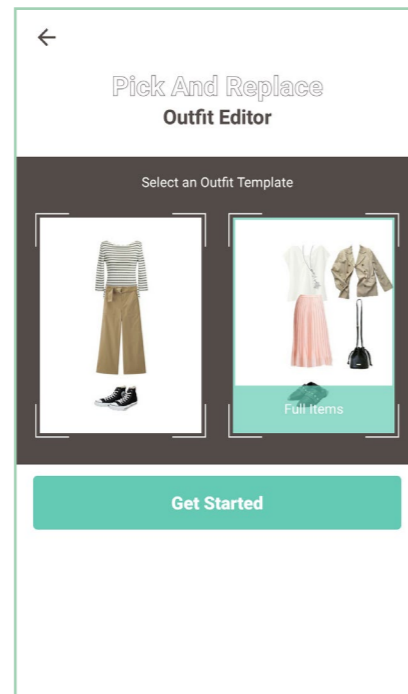 Pick And Replace
Outfit Editor
Select an Outfit Template
Full Items
Get Started